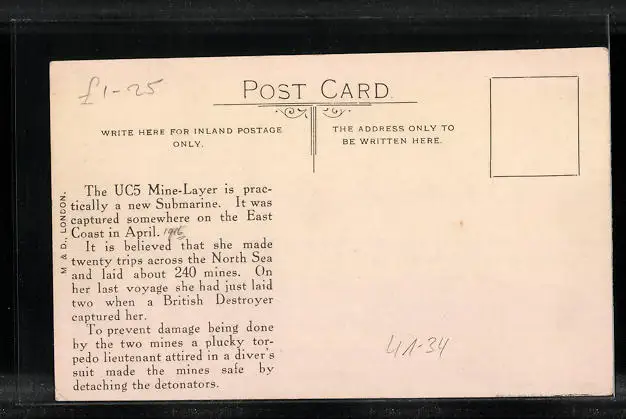 £1-25
POST CARD.
WRITE HERE FOR INLAND POSTAGE
ONLY.
THE ADDRESS ONLY TO
BE WRITTEN HERE.
M & D., LONDON.
The UC5 Mine-Layer is prac-
tically a new Submarine. It was
captured somewhere on the East
Coast in April. 1916
It is believed that she made
twenty trips across the North Sea
and laid about 240 mines. On
her last voyage she had just laid
two when a British Destroyer
captured her.
To prevent damage being done
by the two mines a plucky tor-
pedo lieutenant attired in a diver's
suit made the mines safe by
detaching the detonators.
41-34